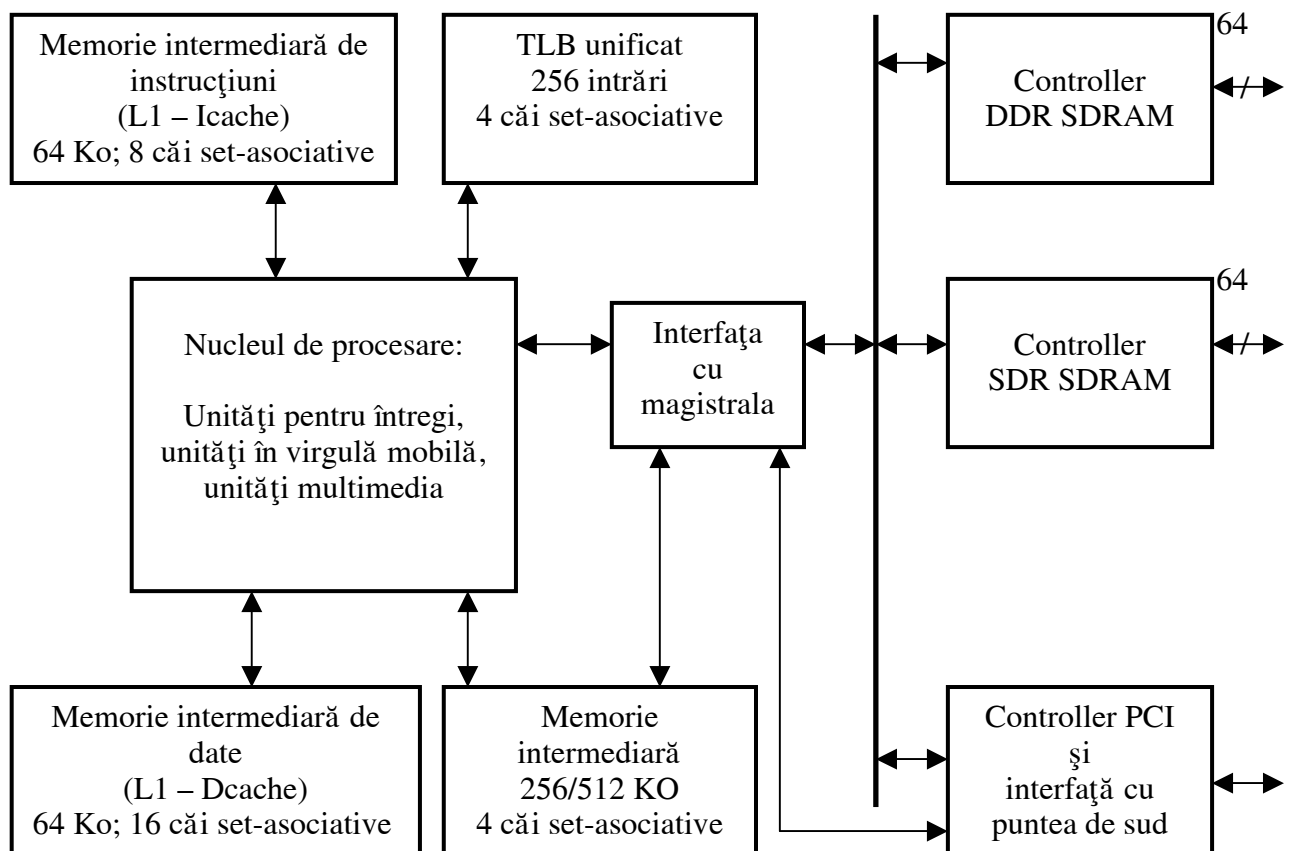 Memorie intermediară de
instrucţiuni
(L1 – Icache)
64 Ko; 8 căi set-asociative
TLB unificat
256 intrări
4 căi set-asociative
64
Controller
DDR SDRAM
Nucleul de procesare:
Unităţi pentru întregi,
unităţi în virgulă mobilă,
unităţi multimedia
Interfaţa
cu
magistrala
64
Controller
SDR SDRAM
Memorie intermediară de
date
(L1 – Dcache)
64 Ko; 16 căi set-asociative
Memorie
intermediară
256/512 KO
4 căi set-asociative
Controller PCI
şi
interfaţă cu
puntea de sud